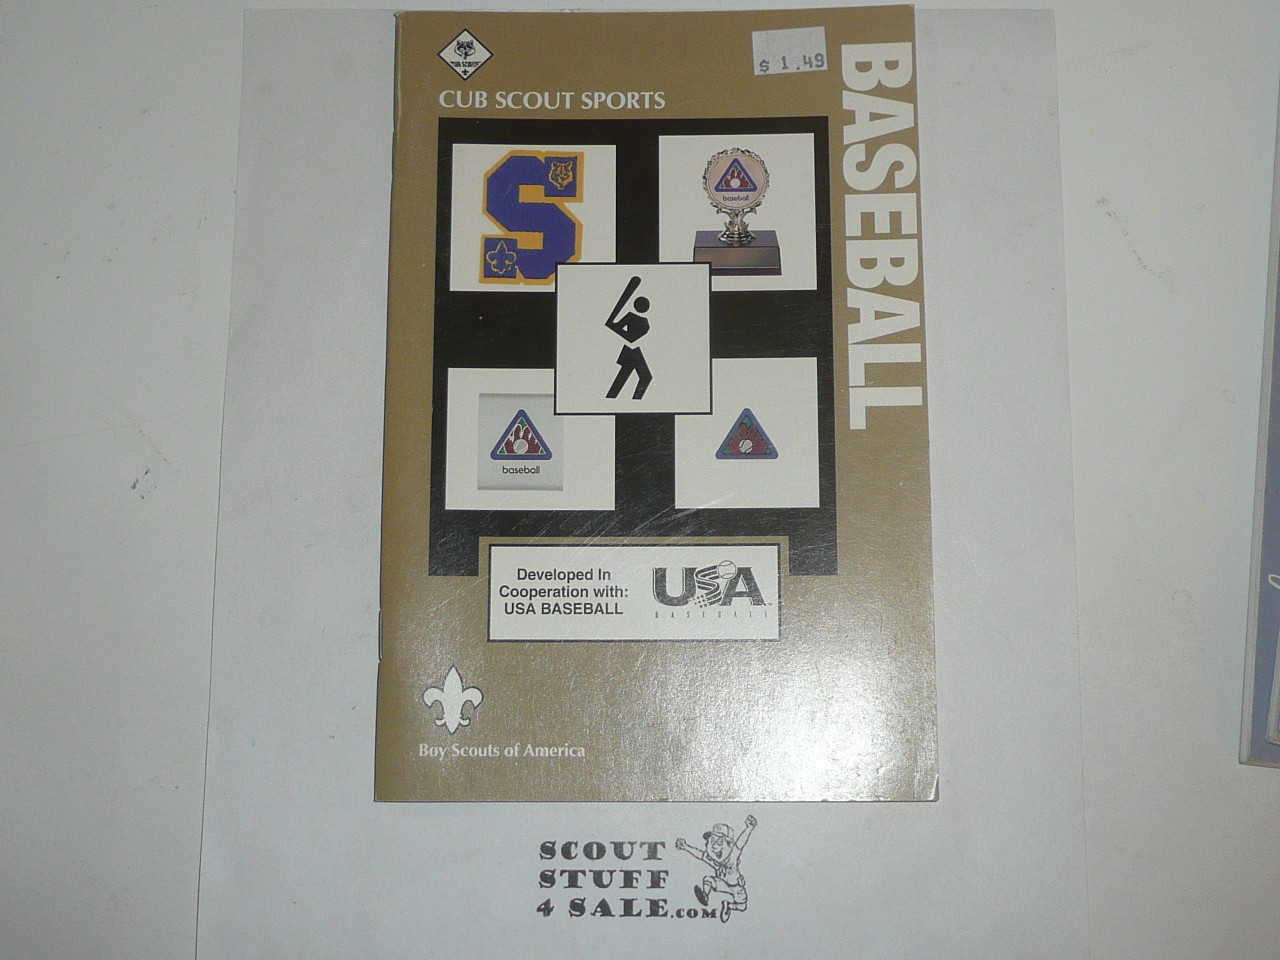 CUB SCOUTS
$ 1.49
CUB SCOUT SPORTS
BASEBALL
S
baseball
baseball
Developed In
Cooperation with:
USA BASEBALL
USA
BASEBALL
Boy Scouts of America
SCOUT
STUFF
4 SALE.COM